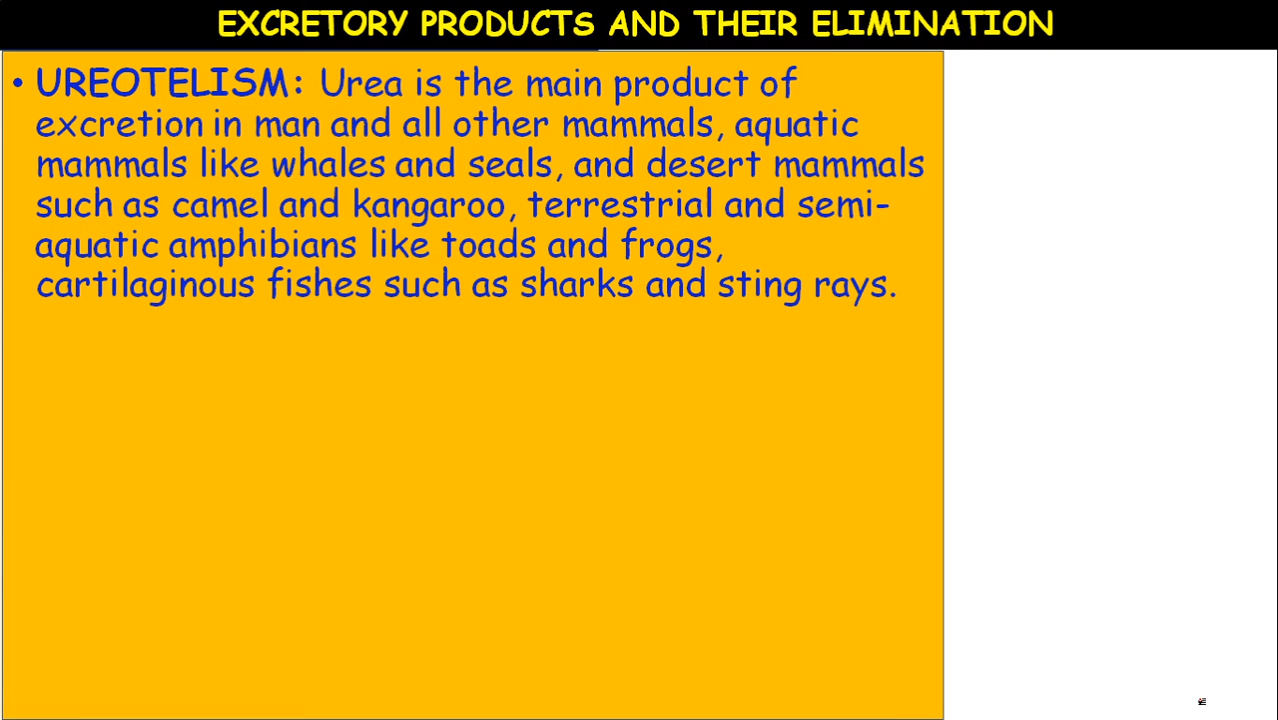 EXCRETORY PRODUCTS AND THEIR ELIMINATION
• UREOTELISM: Urea is the main product of
excretion in man and all other mammals, aquatic
mammals like whales and seals, and desert mammals
such as camel and kangaroo, terrestrial and semi-
aquatic amphibians like toads and frogs,
cartilaginous fishes such as sharks and sting rays.